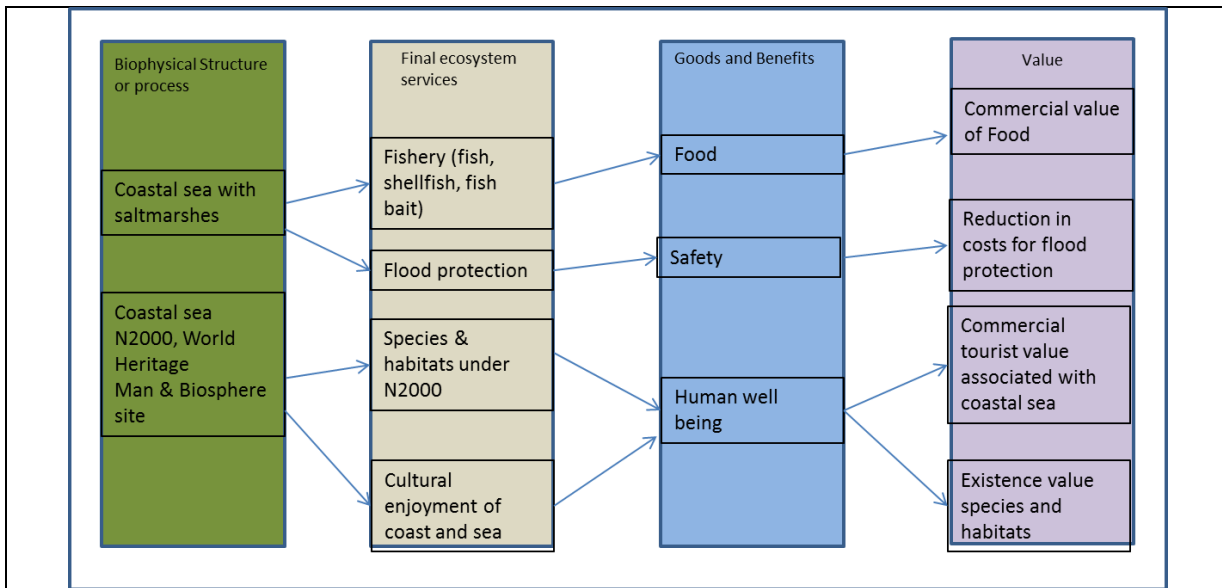 Biophysical Structure
or process
Coastal sea with
saltmarshes
Coastal sea
N2000, World
Heritage
Man & Biosphere
site
Final ecosystem
services
Fishery (fish,
shellfish, fish
bait)
Flood protection
Species &
habitats under
N2000
Cultural
enjoyment of
coast and sea
Goods and Benefits
Food
Safety
Human well
being
Value
Commercial value
of Food
Reduction in
costs for flood
protection
Commercial
tourist value
associated with
coastal sea
Existence value
species and
habitats